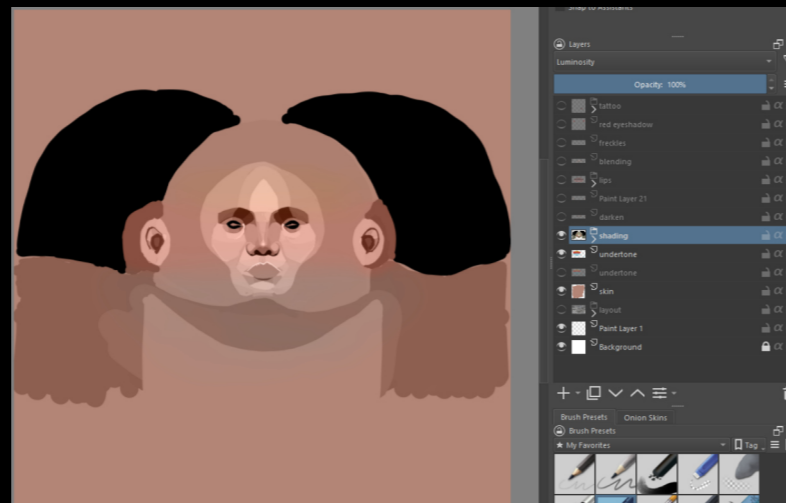 Snap to Assistants
Layers
Luminosity
Opacity: 100%
tattoo
red eyeshadow
freckles
blending
lips
Paint Layer 21
darken
shading
undertone
undertone
skin
layout
Paint Layer 1
Background
Brush Presets
Onion Skins
Brush Presets
★ My Favorites
Tag